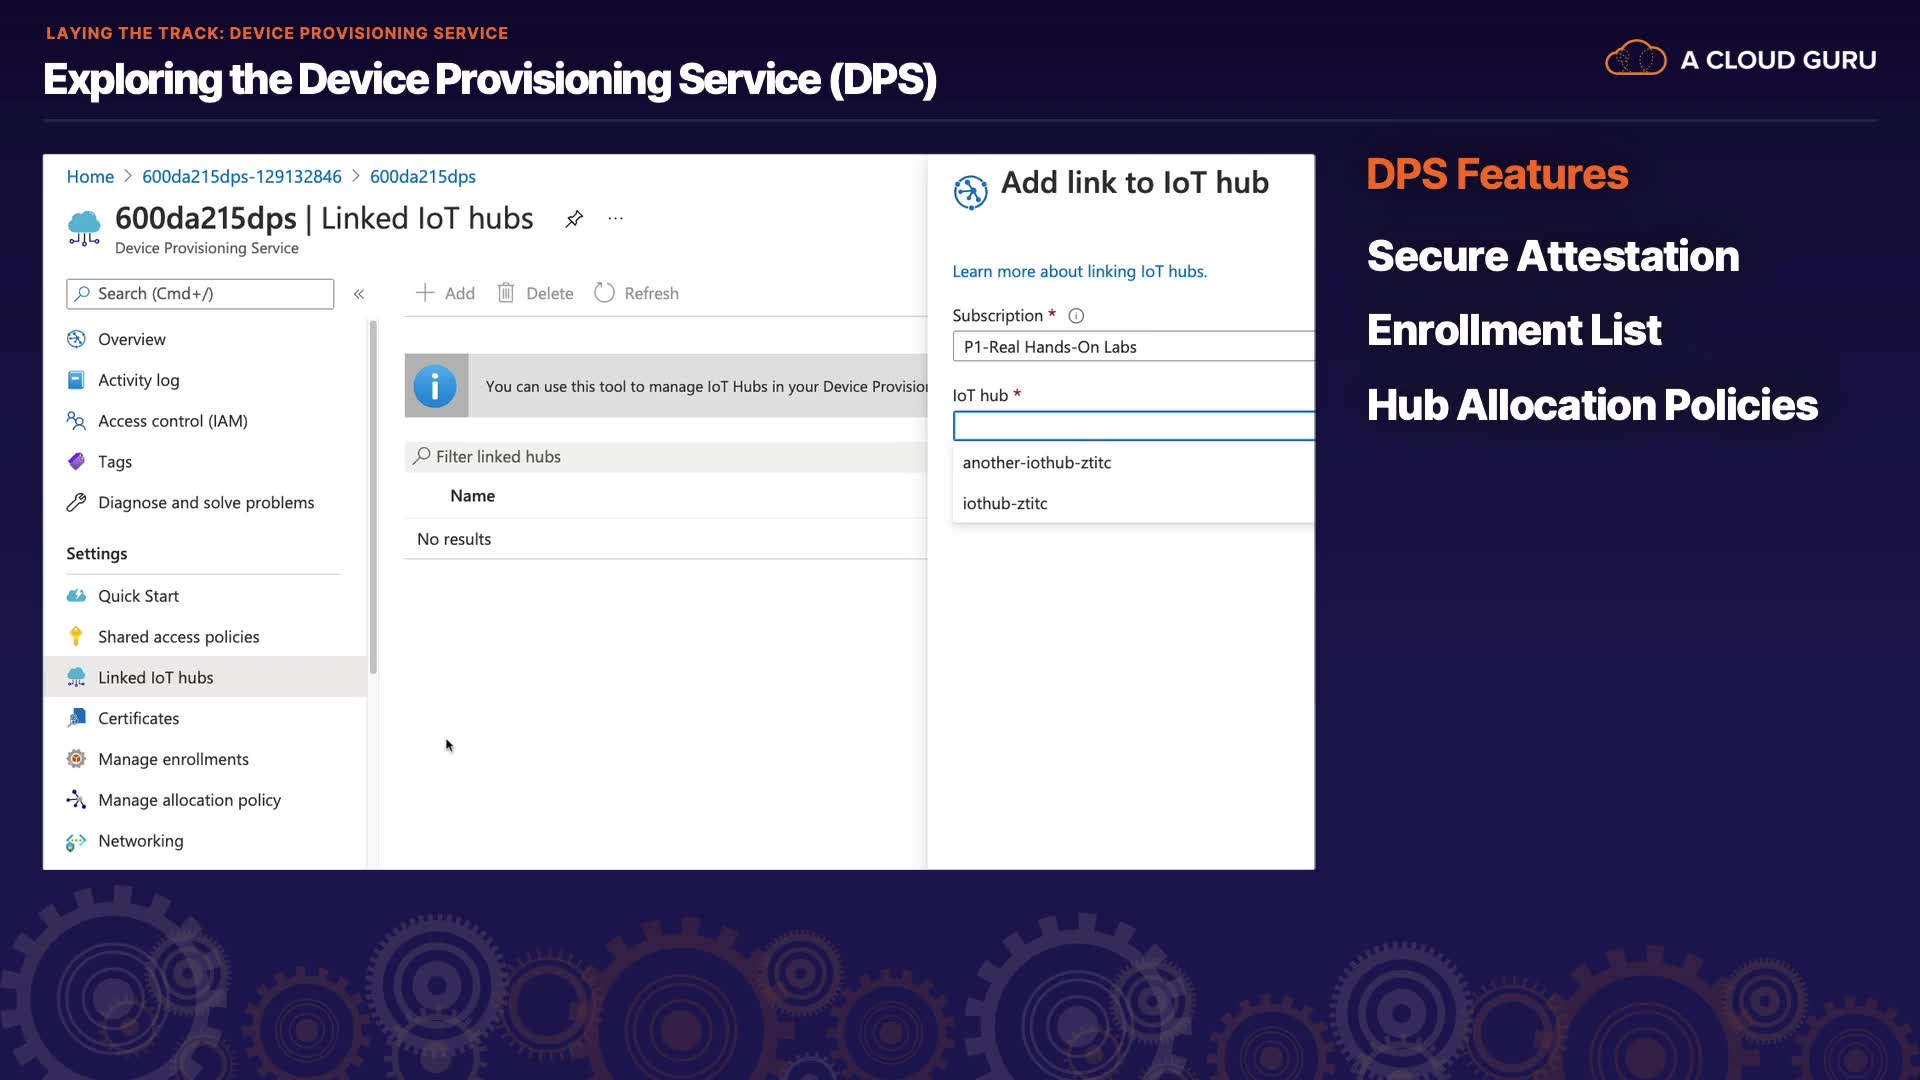 LAYING THE TRACK: DEVICE PROVISIONING SERVICE
Exploring the Device Provisioning Service (DPS)
A CLOUD GURU
Home > 600da215dps-129132846 > 600da215dps
600da215dps | Linked IoT hubs
Device Provisioning Service
Search (Cmd+/)
Overview
Activity log
Access control (IAM)
Tags
Diagnose and solve problems
Settings
Quick Start
Shared access policies
Linked IoT hubs
Certificates
Manage enrollments
Manage allocation policy
Networking
Add Delete Refresh
You can use this tool to manage IoT Hubs in your Device Provisio
Filter linked hubs
Name
No results
Add link to IoT hub
Learn more about linking IoT hubs.
Subscription *
P1-Real Hands-On Labs
IoT hub *
another-iothub-ztitc
iothub-ztitc
DPS Features
Secure Attestation
Enrollment List
Hub Allocation Policies